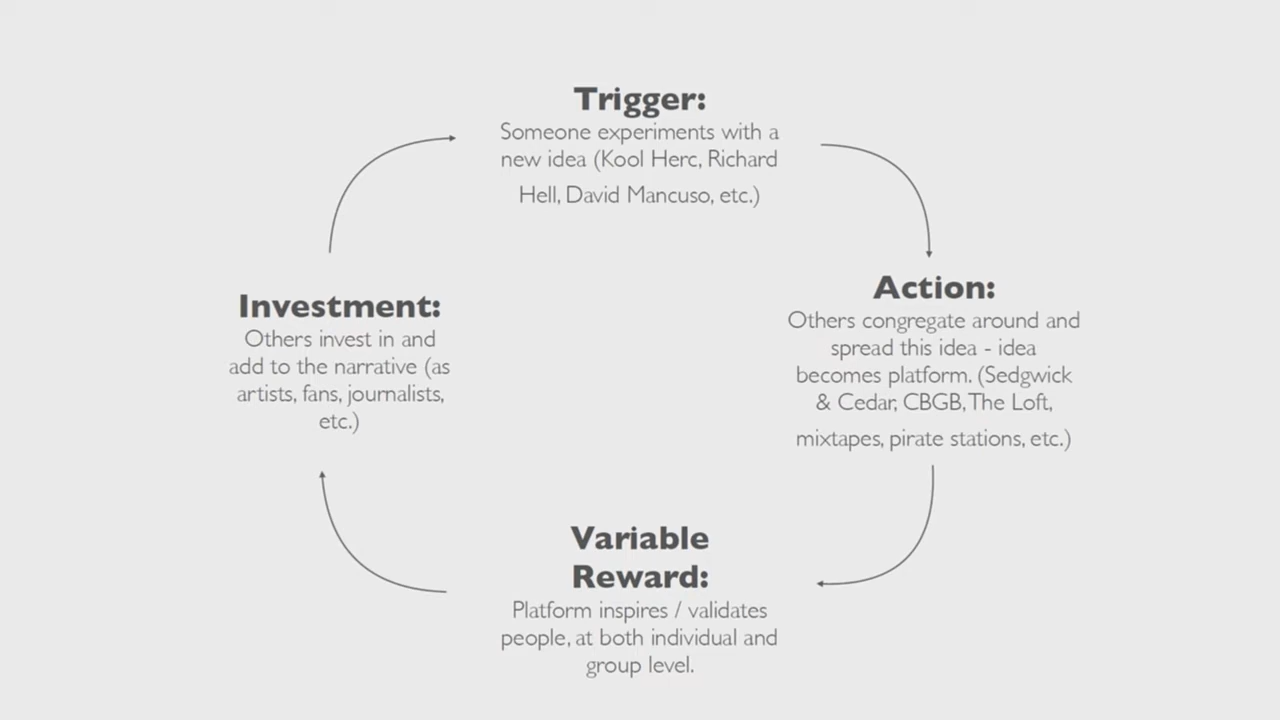 Trigger:
Someone experiments with a
new idea (Kool Herc, Richard
Hell, David Mancuso, etc.)
Action:
Others congregate around and
spread this idea - idea
becomes platform. (Sedgwick
& Cedar, CBGB, The Loft,
mixtapes, pirate stations, etc.)
Variable
Reward:
Platform inspires / validates
people, at both individual and
group level.
Investment:
Others invest in and
add to the narrative (as
artists, fans, journalists,
etc.)